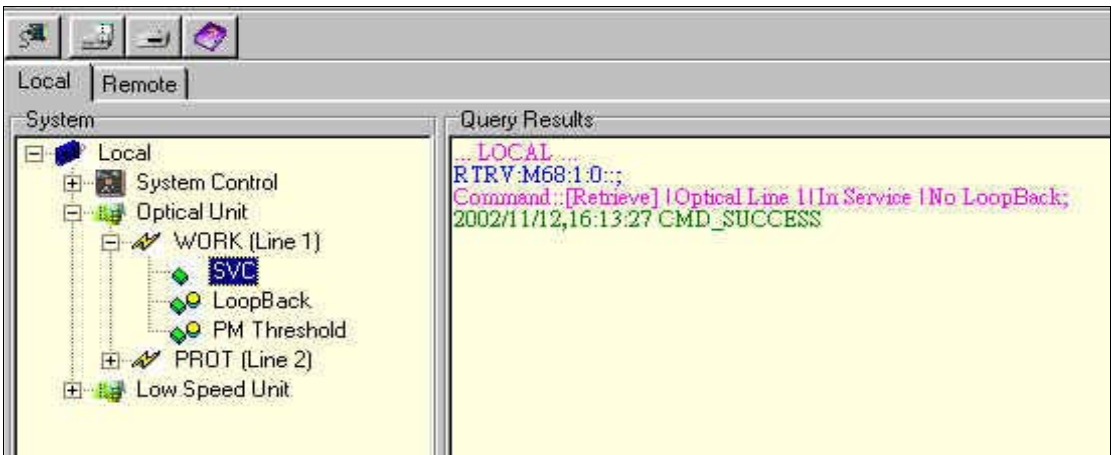 Local Remote
System
Local
System Control
Optical Unit
WORK (Line 1)
SVC
LoopBack
PM Threshold
PROT (Line 2)
Low Speed Unit
Query Results
... LOCAL ...
RTRV:M68:1:0::;
Command::[Retrieve] |Optical Line 1|In Service |No LoopBack;
2002/11/12,16:13:27 CMD_SUCCESS